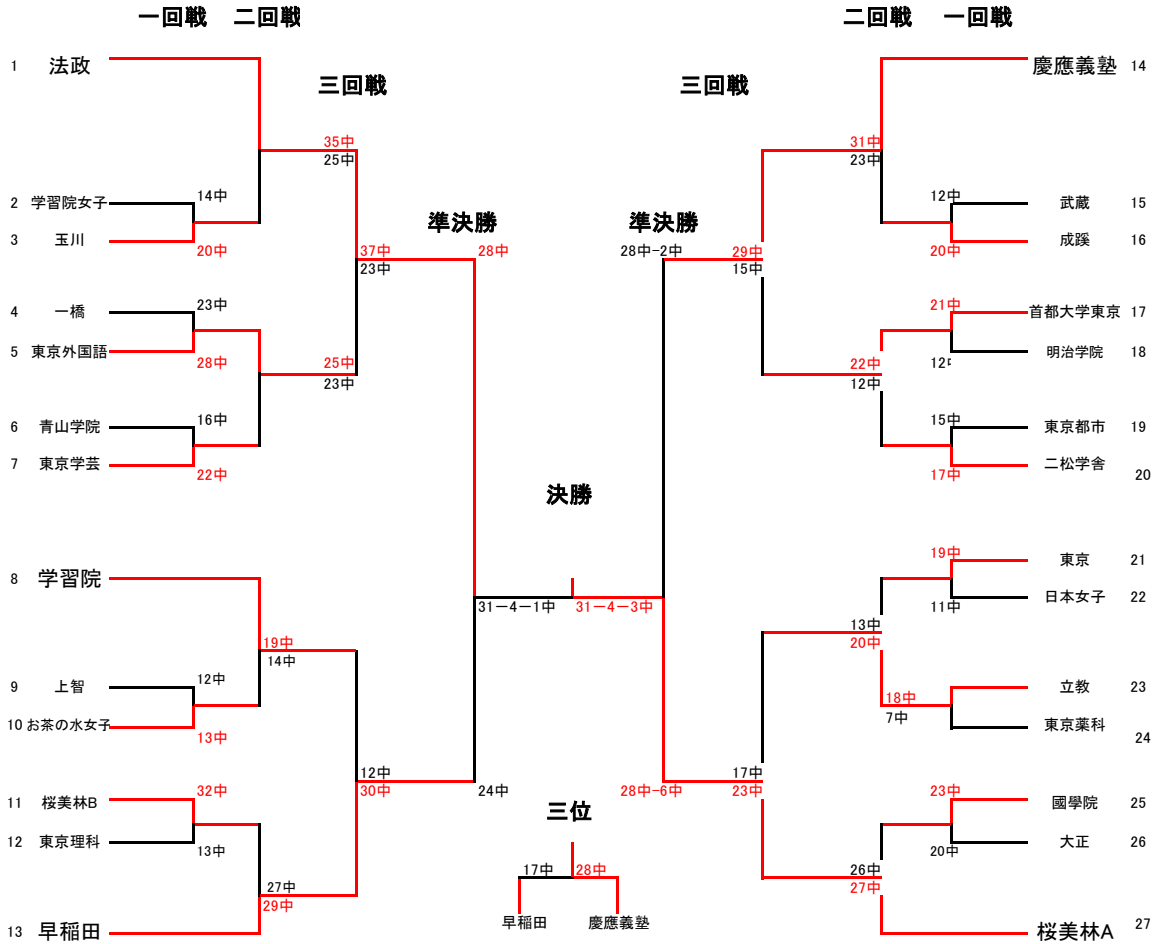 一回戦 二回戦 二回戦 一回戦
1 法政 慶應義塾 14
三回戦 三回戦
35中 31中
25中 23中
2 学習院女子 14中 12中 武蔵 15
3 玉川 20中 20中 成蹊 16
準決勝 準決勝
37中 28中 28中-2中 29中
23中 15中
4 一橋 23中 21中 首都大学東京 17
5 東京外国語 28中 12中 明治学院 18
25中 22中
23中 12中
6 青山学院 16中 15中 東京都市 19
7 東京学芸 22中 17中 二松学舎 20
決勝
8 学習院 19中 東京 21
31-4-1中 31-4-3中 11中 日本女子 22
19中 13中
14中 20中
9 上智 12中 18中 立教 23
10 お茶の水女子 13中 7中 東京薬科 24
12中 17中
30中 24中 28中-6中 23中
11 桜美林B 32中 23中 國學院 25
12 東京理科 13中 20中 大正 26
三位
27中 17中 28中 26中
29中 27中
13 早稲田 早稲田 慶應義塾 桜美林A 27